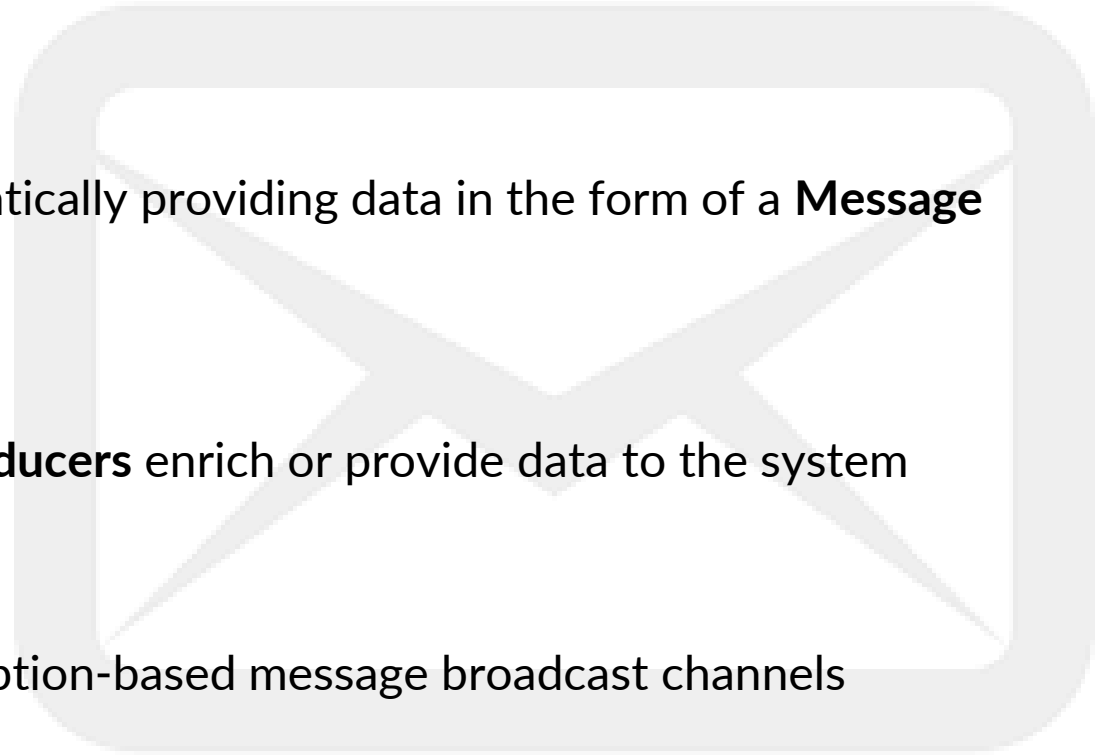 tically providing data in the form of a Message
ducers enrich or provide data to the system
ption-based message broadcast channels